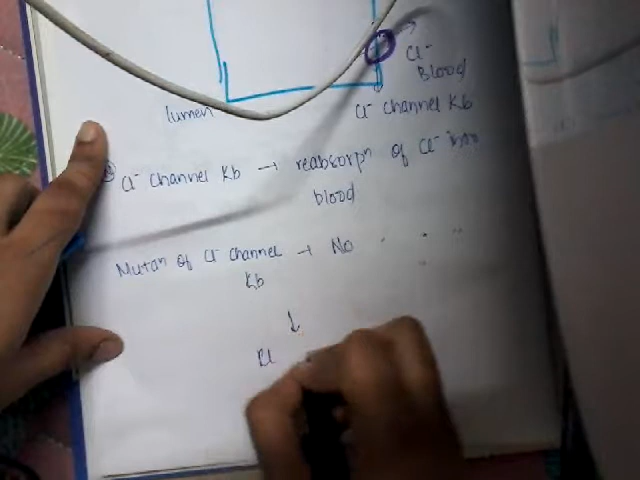 Cl⁻
Blood
lumen
Cl⁻ channel Kb
Cl⁻ channel Kb → reabsorpⁿ of Cl⁻ into
blood
Mutaⁿ of Cl⁻ channel → No " " "
Kb "
↓